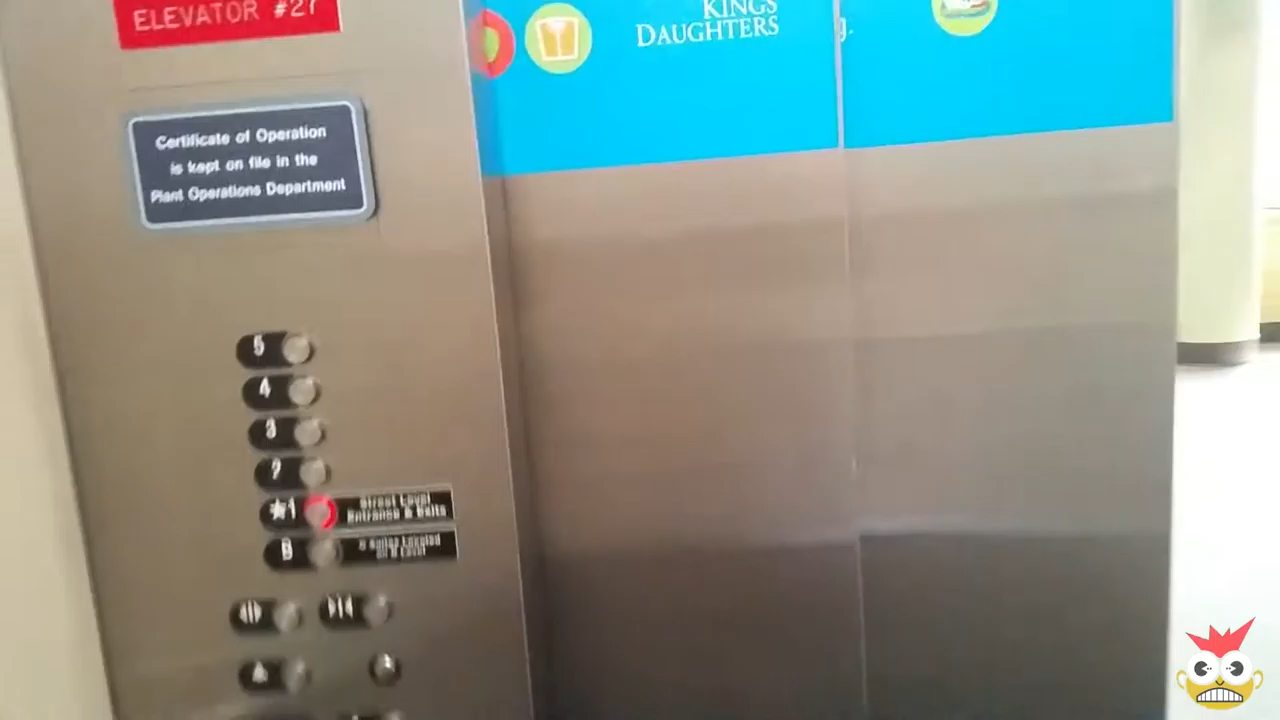 ELEVATOR #27
KINGS
DAUGHTERS
g.
Certificate of Operation
is kept on file in the
Plant Operations Department
5
4
3
2
★1
Street Level
Entrance & Exits
B